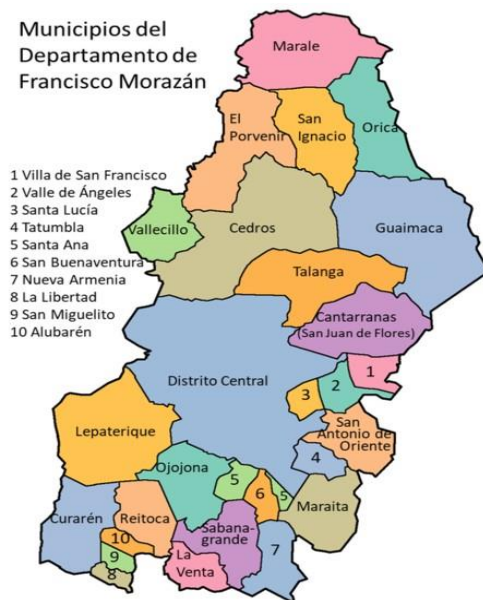 Municipios del
Departamento de
Francisco Morazán
Marale
El
Porvenir
San
Ignacio
Orica
1 Villa de San Francisco
2 Valle de Ángeles
3 Santa Lucía
4 Tatumbla
5 Santa Ana
6 San Buenaventura
7 Nueva Armenia
8 La Libertad
9 San Miguelito
10 Alubarén
Vallecillo
Cedros
Guaimaca
Talanga
Cantarranas
(San Juan de Flores)
Distrito Central
1
2
3
San
Antonio de
Oriente
Lepaterique
4
Ojojona
5
6
5
Maraita
Curarén
Reitoca
Sabana-
grande
10
9
8
La
Venta
7